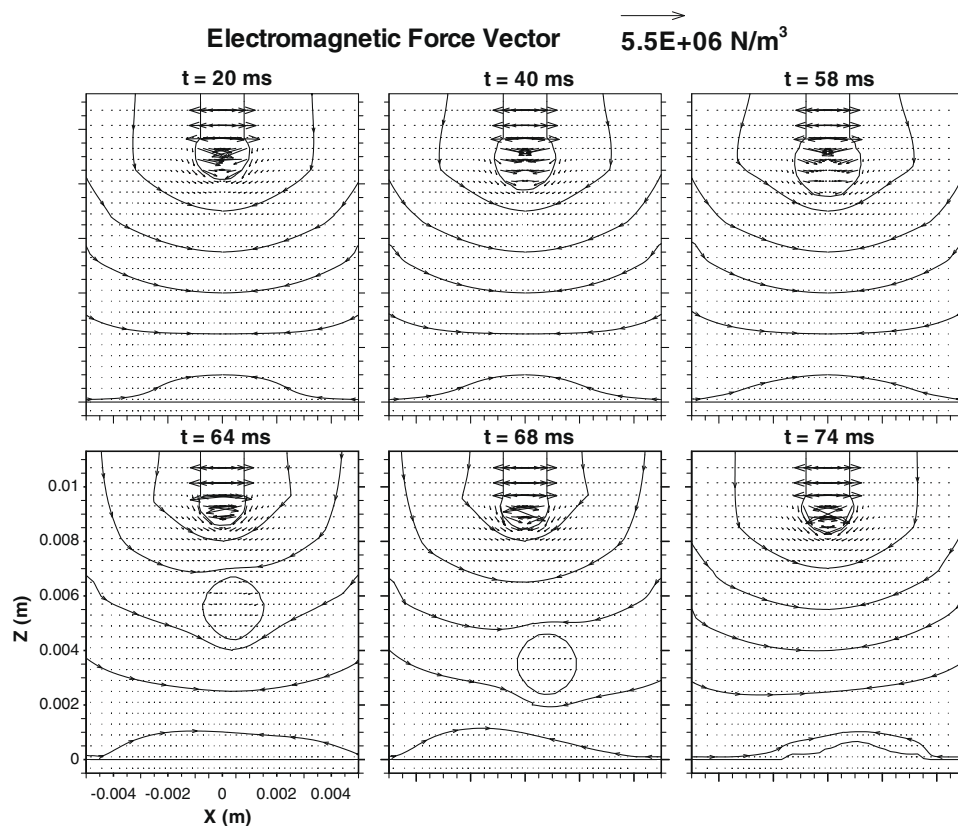 Electromagnetic Force Vector
5.5E+06 N/m³
t = 20 ms
t = 40 ms
t = 58 ms
t = 64 ms
t = 68 ms
t = 74 ms
0.01
0.008
0.006
0.004
0.002
0
Z (m)
-0.004 -0.002 0 0.002 0.004
X (m)